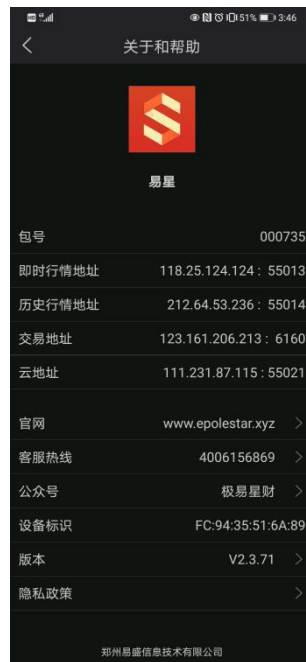 51% 3:46
关于和帮助
易星
包号 000735
即时行情地址 118.25.124.124 : 55013
历史行情地址 212.64.53.236 : 55014
交易地址 123.161.206.213 : 6160
云地址 111.231.87.115 : 55021
官网 www.epolestar.xyz
客服热线 4006156869
公众号 极易星财
设备标识 FC:94:35:51:6A:89
版本 V2.3.71
隐私政策
郑州易盛信息技术有限公司